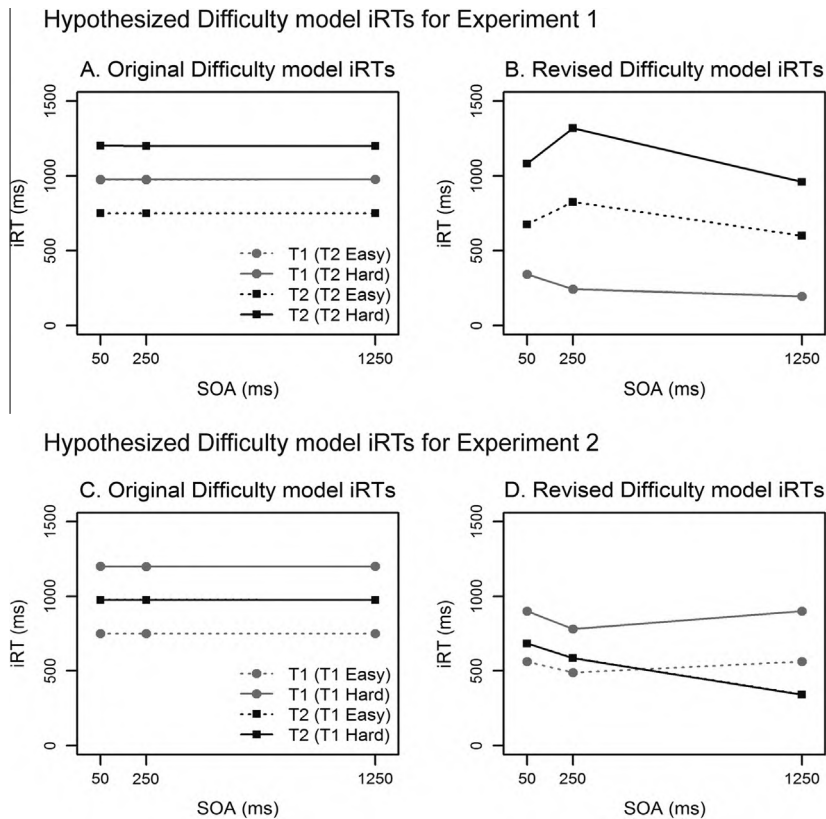 Hypothesized Difficulty model iRTs for Experiment 1
A. Original Difficulty model iRTs
B. Revised Difficulty model iRTs
iRT (ms)
1500
1000
500
0
T1 (T2 Easy)
T1 (T2 Hard)
T2 (T2 Easy)
T2 (T2 Hard)
50 250 1250
SOA (ms)
iRT (ms)
1500
1000
500
0
50 250 1250
SOA (ms)
Hypothesized Difficulty model iRTs for Experiment 2
C. Original Difficulty model iRTs
D. Revised Difficulty model iRTs
iRT (ms)
1500
1000
500
0
T1 (T1 Easy)
T1 (T1 Hard)
T2 (T1 Easy)
T2 (T1 Hard)
50 250 1250
SOA (ms)
iRT (ms)
1500
1000
500
0
50 250 1250
SOA (ms)